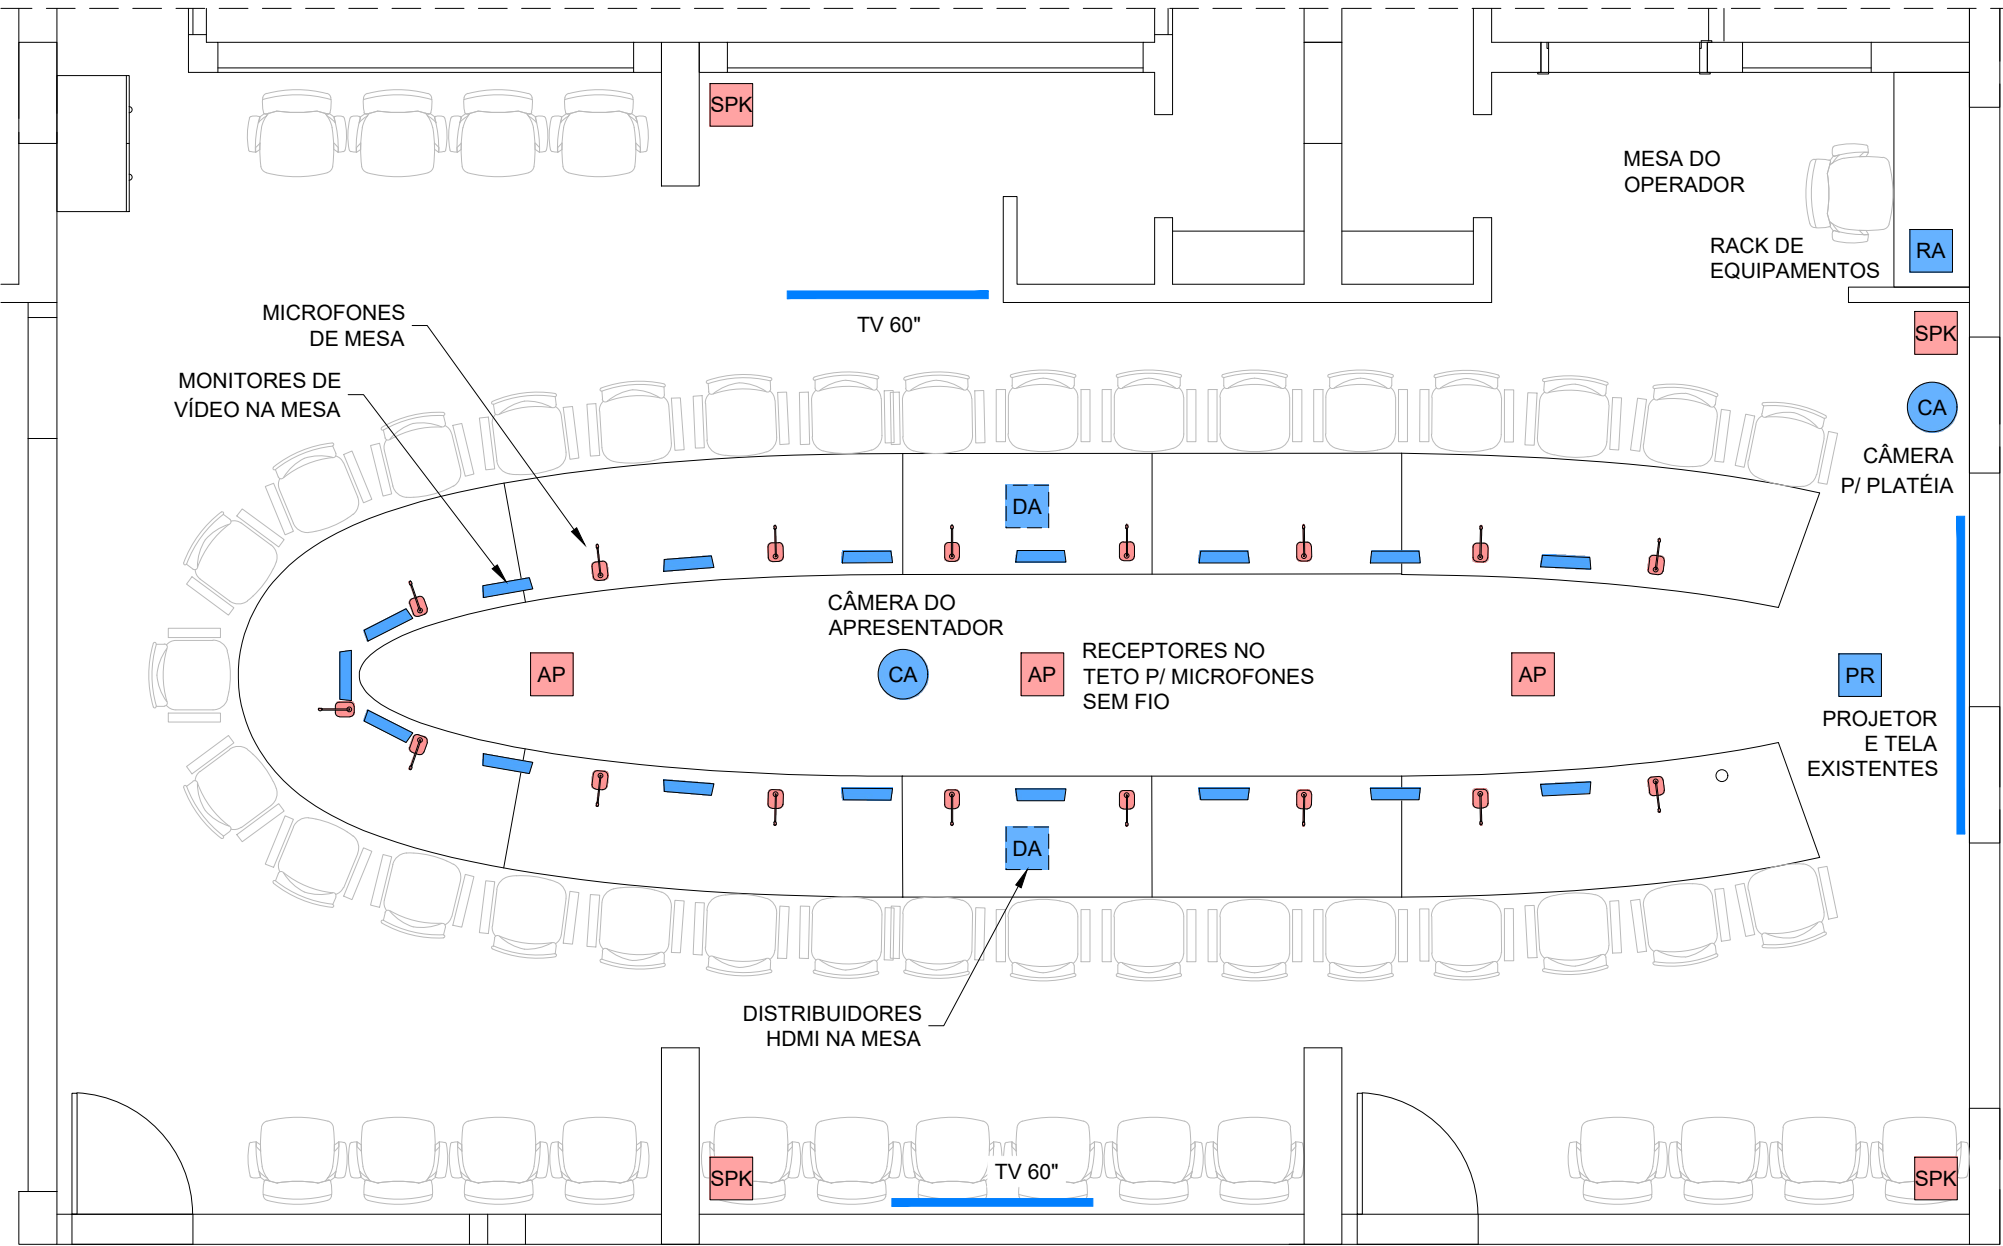 SPK
MESA DO
OPERADOR
RACK DE
EQUIPAMENTOS
RA
MICROFONES
DE MESA
TV 60"
SPK
MONITORES DE
VÍDEO NA MESA
CA
CÂMERA
P/ PLATÉIA
DA
CÂMERA DO
APRESENTADOR
AP
CA
AP
RECEPTORES NO
TETO P/ MICROFONES
SEM FIO
AP
PR
PROJETOR
E TELA
EXISTENTES
DA
DISTRIBUIDORES
HDMI NA MESA
SPK
TV 60"
SPK